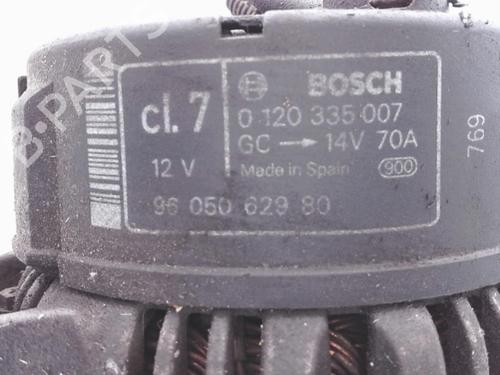 B-PARTS
cl. 7
12 V
BOSCH
0 120 335 007
GC → 14V 70A
Made in Spain 900
96 050 629 80
769